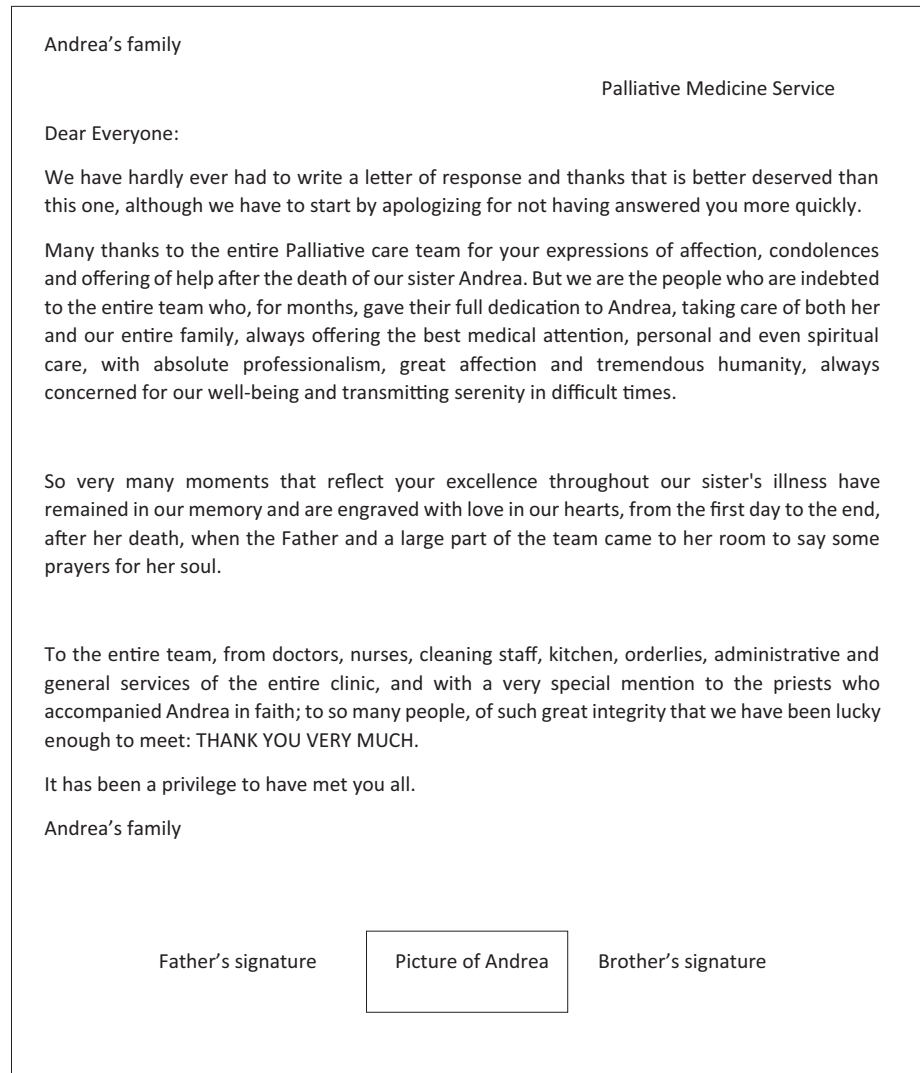 Andrea’s family
Palliative Medicine Service
Dear Everyone:
We have hardly ever had to write a letter of response and thanks that is better deserved than
this one, although we have to start by apologizing for not having answered you more quickly.
Many thanks to the entire Palliative care team for your expressions of affection, condolences
and offering of help after the death of our sister Andrea. But we are the people who are indebted
to the entire team who, for months, gave their full dedication to Andrea, taking care of both her
and our entire family, always offering the best medical attention, personal and even spiritual
care, with absolute professionalism, great affection and tremendous humanity, always
concerned for our well-being and transmitting serenity in difficult times.
So very many moments that reflect your excellence throughout our sister's illness have
remained in our memory and are engraved with love in our hearts, from the first day to the end,
after her death, when the Father and a large part of the team came to her room to say some
prayers for her soul.
To the entire team, from doctors, nurses, cleaning staff, kitchen, orderlies, administrative and
general services of the entire clinic, and with a very special mention to the priests who
accompanied Andrea in faith; to so many people, of such great integrity that we have been lucky
enough to meet: THANK YOU VERY MUCH.
It has been a privilege to have met you all.
Andrea’s family
Father’s signature Picture of Andrea Brother’s signature